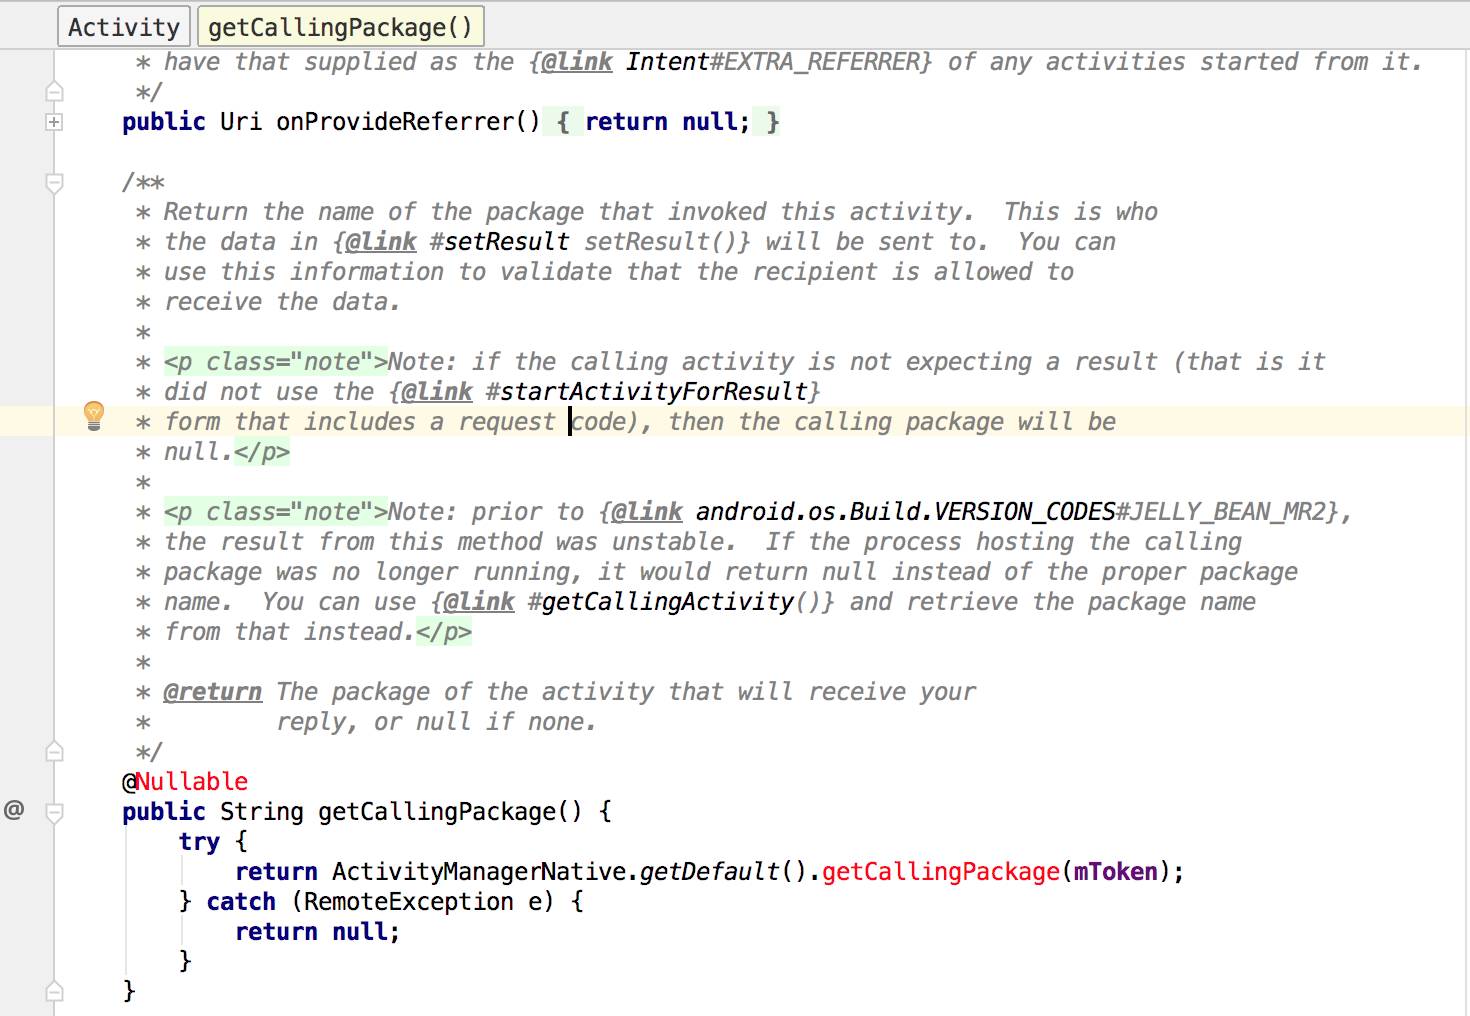 Activity getCallingPackage()
* have that supplied as the {@link Intent#EXTRA_REFERRER} of any activities started from it.
*/
public Uri onProvideReferrer() { return null; }
/**
* Return the name of the package that invoked this activity.  This is who
* the data in {@link #setResult setResult()} will be sent to.  You can
* use this information to validate that the recipient is allowed to
* receive the data.
*
* <p class="note">Note: if the calling activity is not expecting a result (that is it
* did not use the {@link #startActivityForResult}
* form that includes a request code), then the calling package will be
* null.</p>
*
* <p class="note">Note: prior to {@link android.os.Build.VERSION_CODES#JELLY_BEAN_MR2},
* the result from this method was unstable.  If the process hosting the calling
* package was no longer running, it would return null instead of the proper package
* name.  You can use {@link #getCallingActivity()} and retrieve the package name
* from that instead.</p>
*
* @return The package of the activity that will receive your
*         reply, or null if none.
*/
@Nullable
@ public String getCallingPackage() {
try {
return ActivityManagerNative.getDefault().getCallingPackage(mToken);
} catch (RemoteException e) {
return null;
}
}